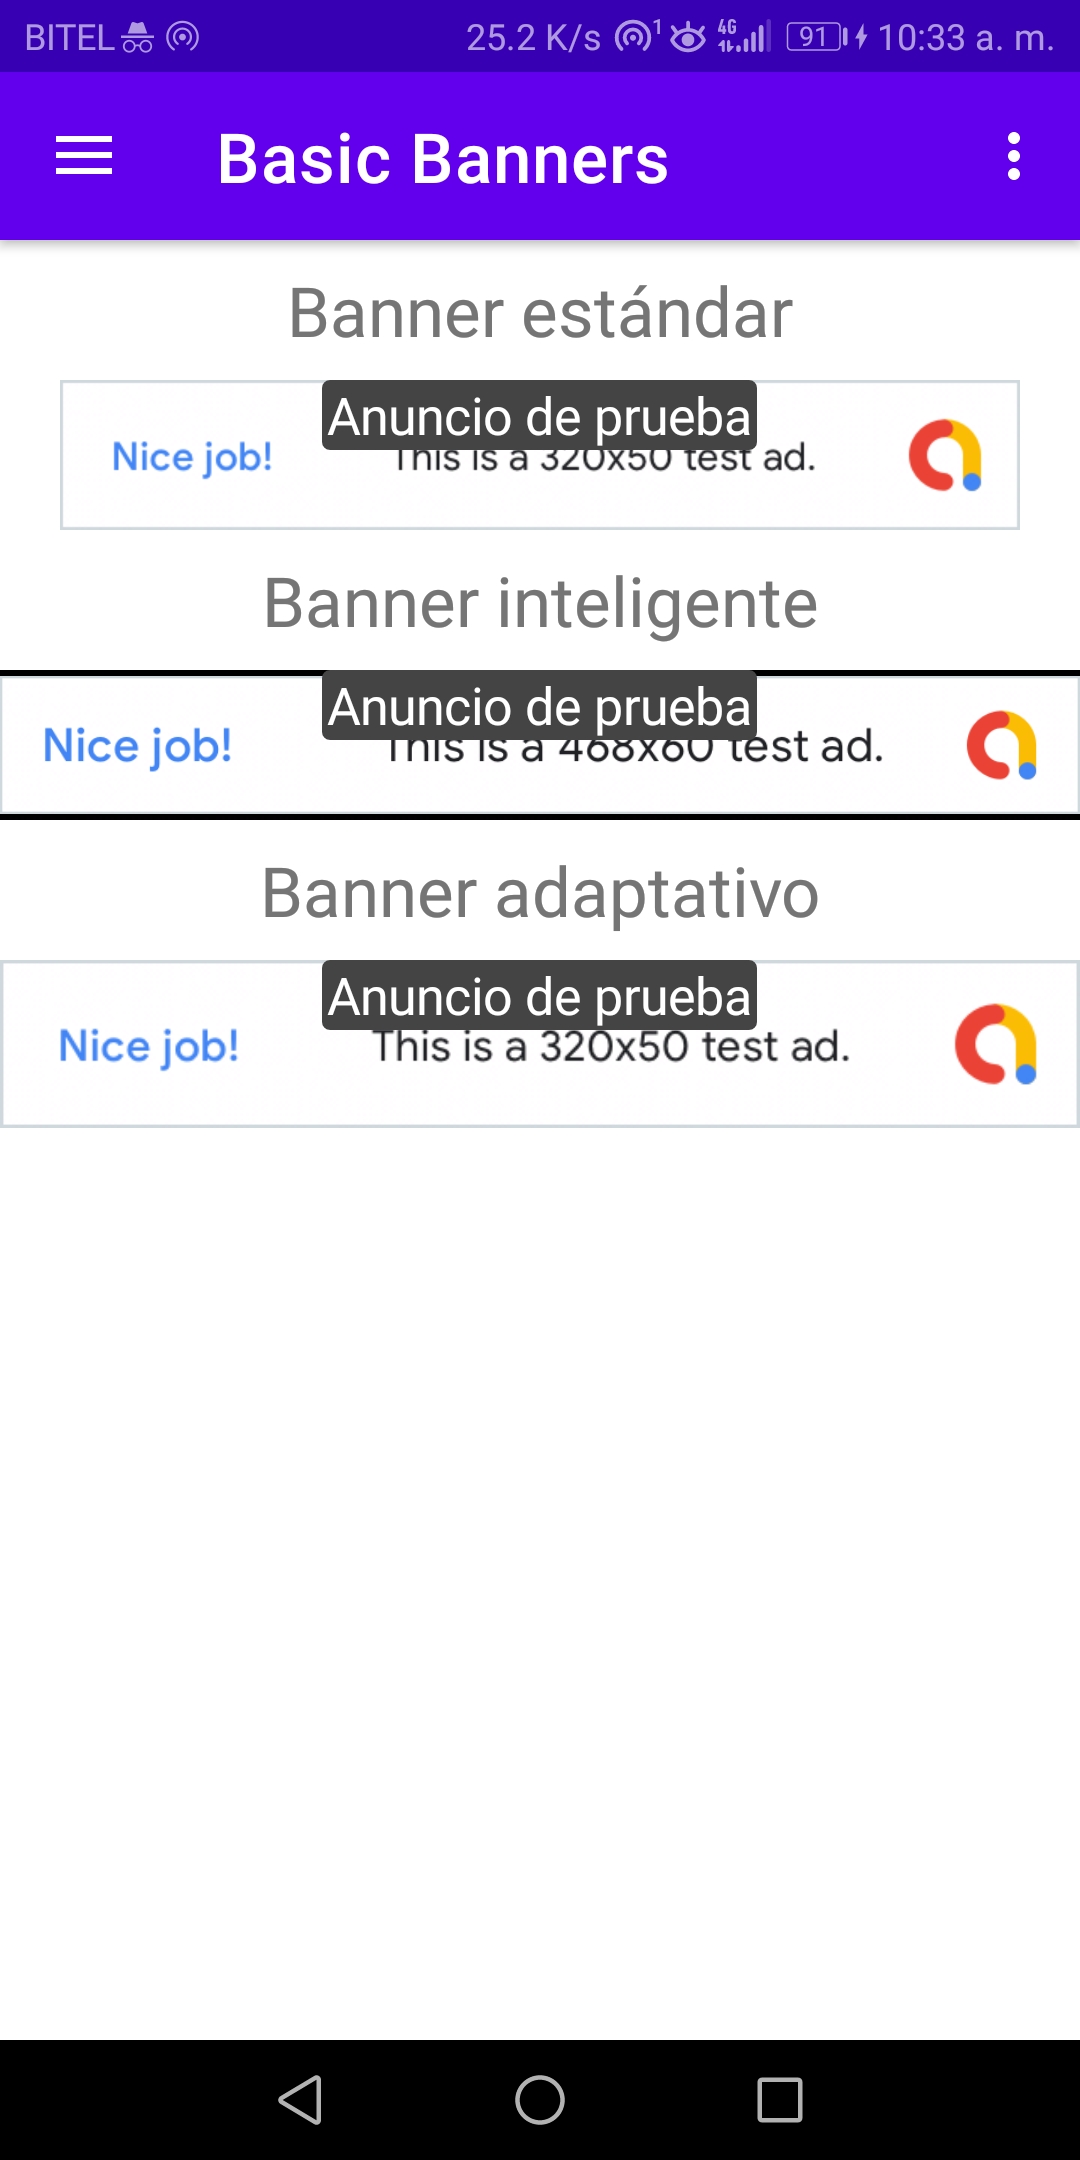 BITEL 25.2 K/s 1 4G 91 10:33 a. m.
Basic Banners
Banner estándar
Anuncio de prueba
Nice job! This is a 320x50 test ad.
Banner inteligente
Anuncio de prueba
Nice job! This is a 468x60 test ad.
Banner adaptativo
Anuncio de prueba
Nice job! This is a 320x50 test ad.